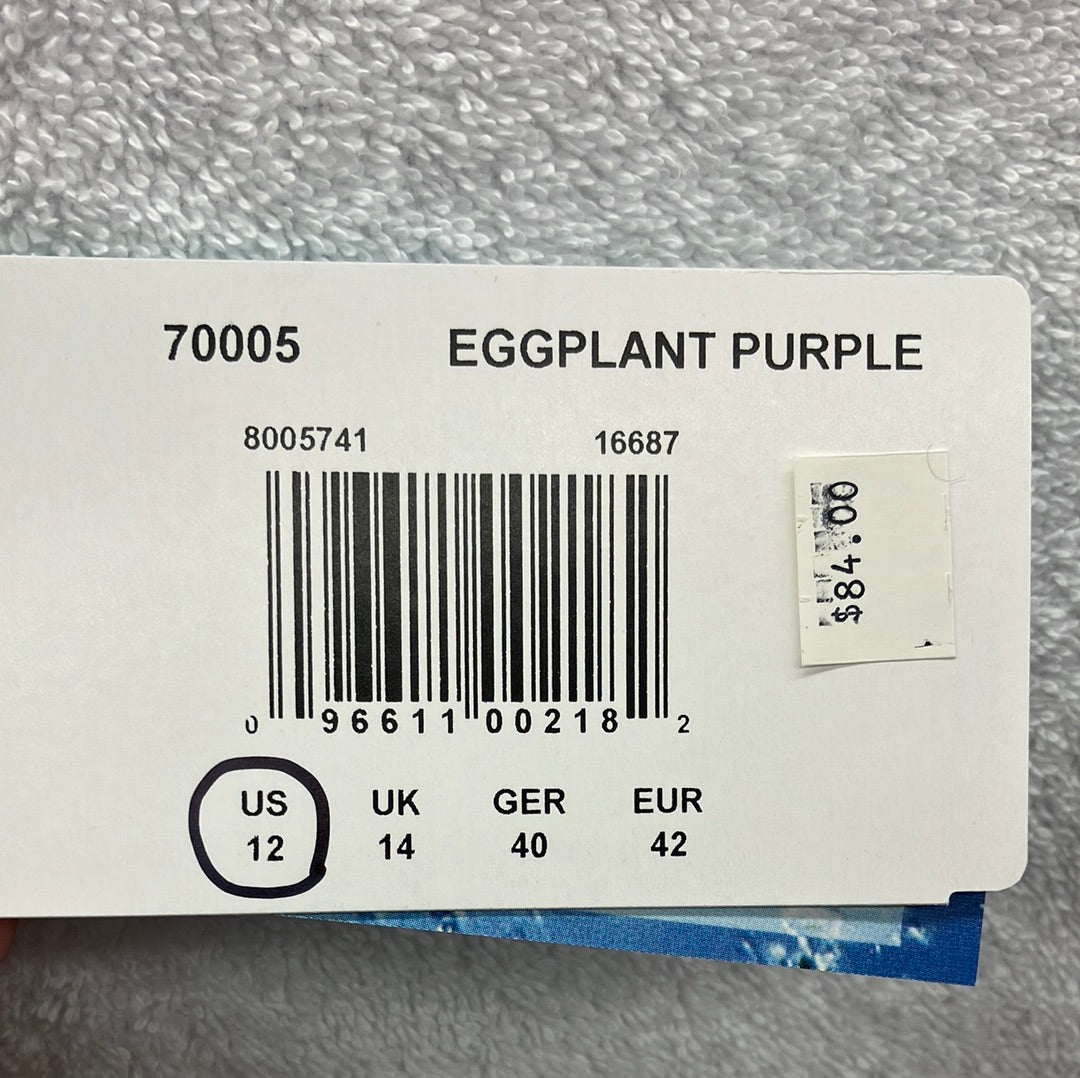 70005 EGGPLANT PURPLE
8005741 16687
0 96611 00218 2
$84.00
US UK GER EUR
12 14 40 42